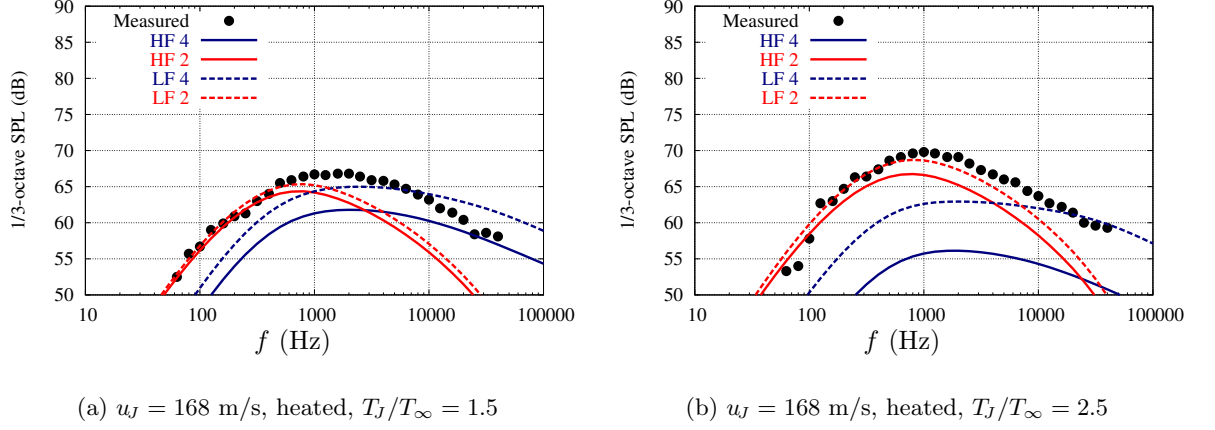 90
85
80
75
70
65
60
55
50
1/3-octave SPL (dB)
Measured
HF 4
HF 2
LF 4
LF 2
10
100
1000
10000
100000
f (Hz)
(a) u_J = 168 m/s, heated, T_J/T_∞ = 1.5
90
85
80
75
70
65
60
55
50
1/3-octave SPL (dB)
Measured
HF 4
HF 2
LF 4
LF 2
10
100
1000
10000
100000
f (Hz)
(b) u_J = 168 m/s, heated, T_J/T_∞ = 2.5